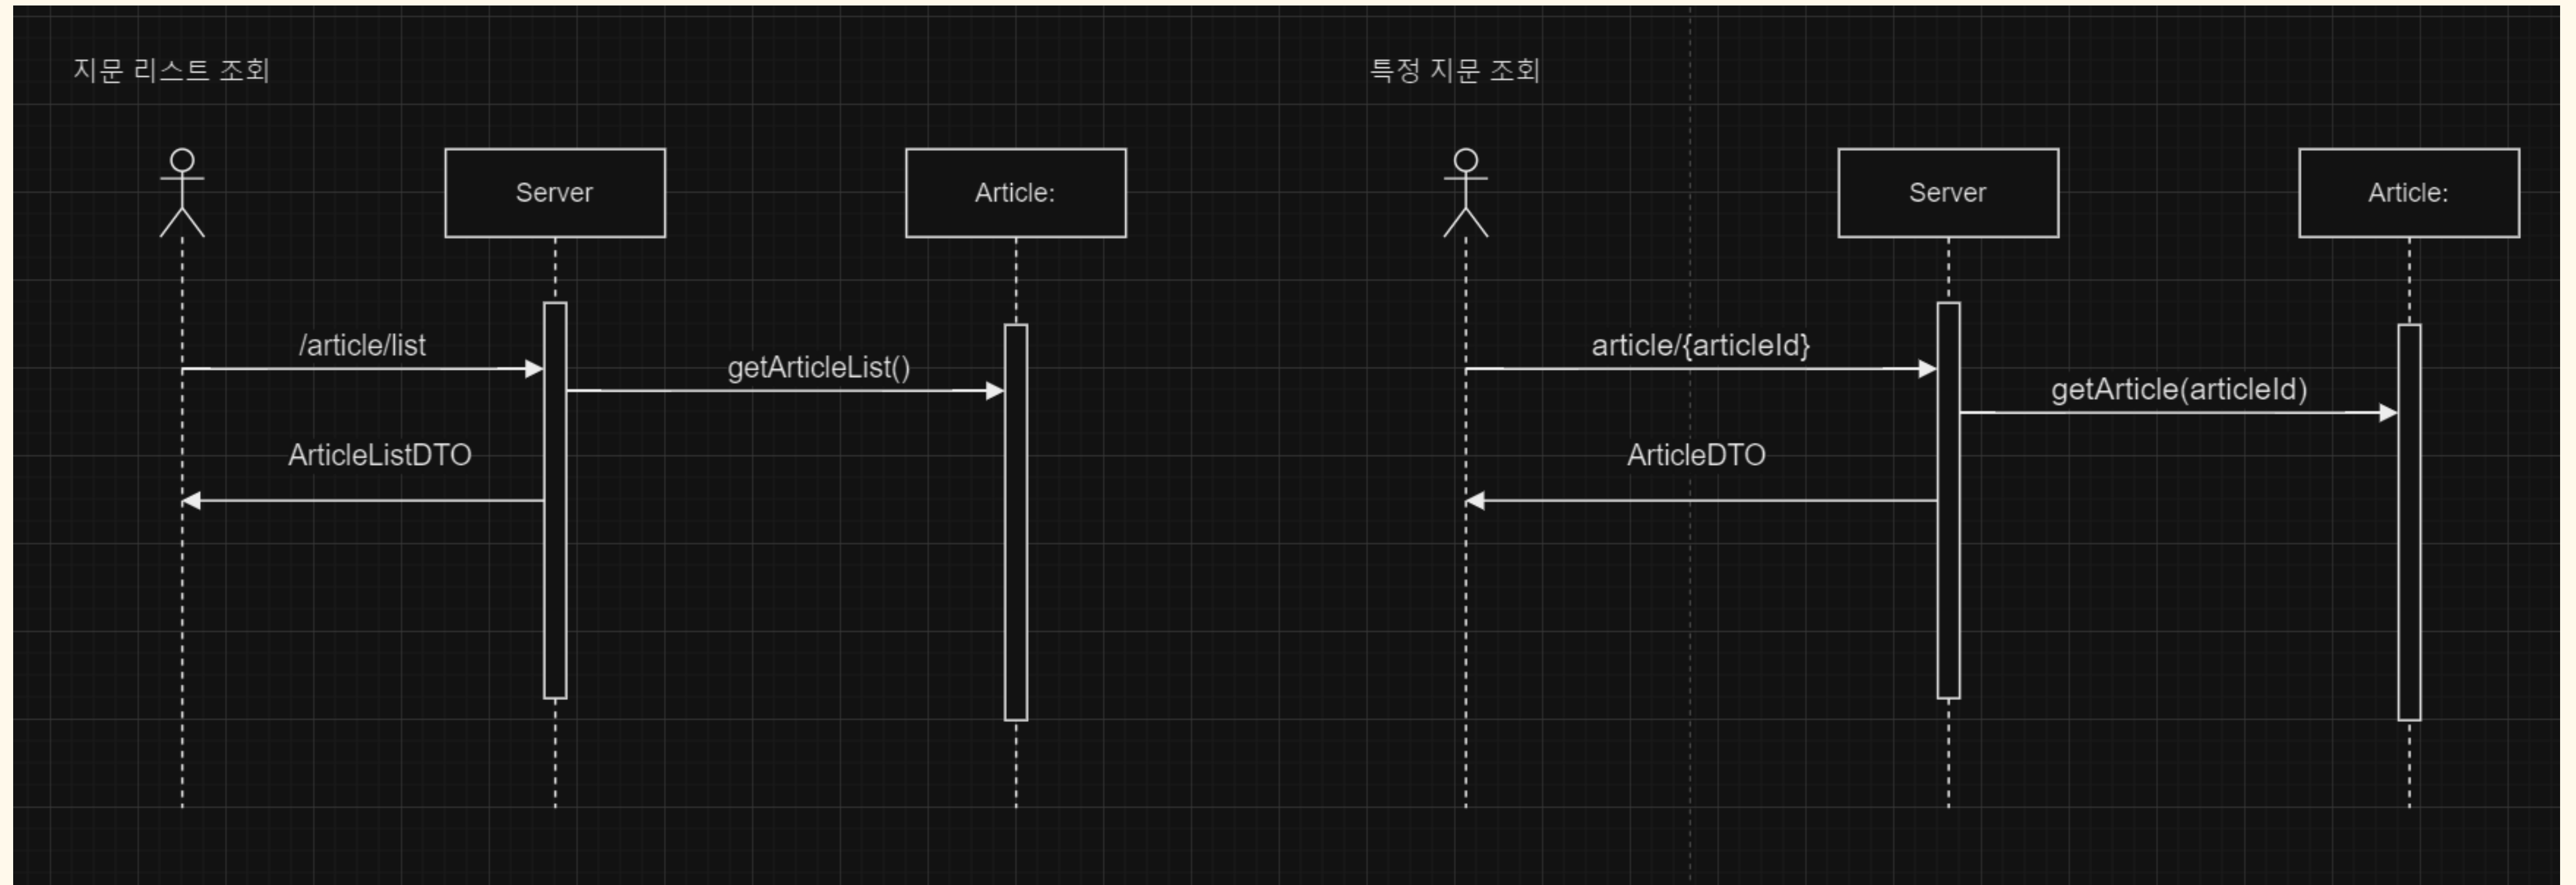 지문 리스트 조회
Server
Article:
/article/list
getArticleList()
ArticleListDTO
특정 지문 조회
Server
Article:
article/{articleId}
getArticle(articleId)
ArticleDTO